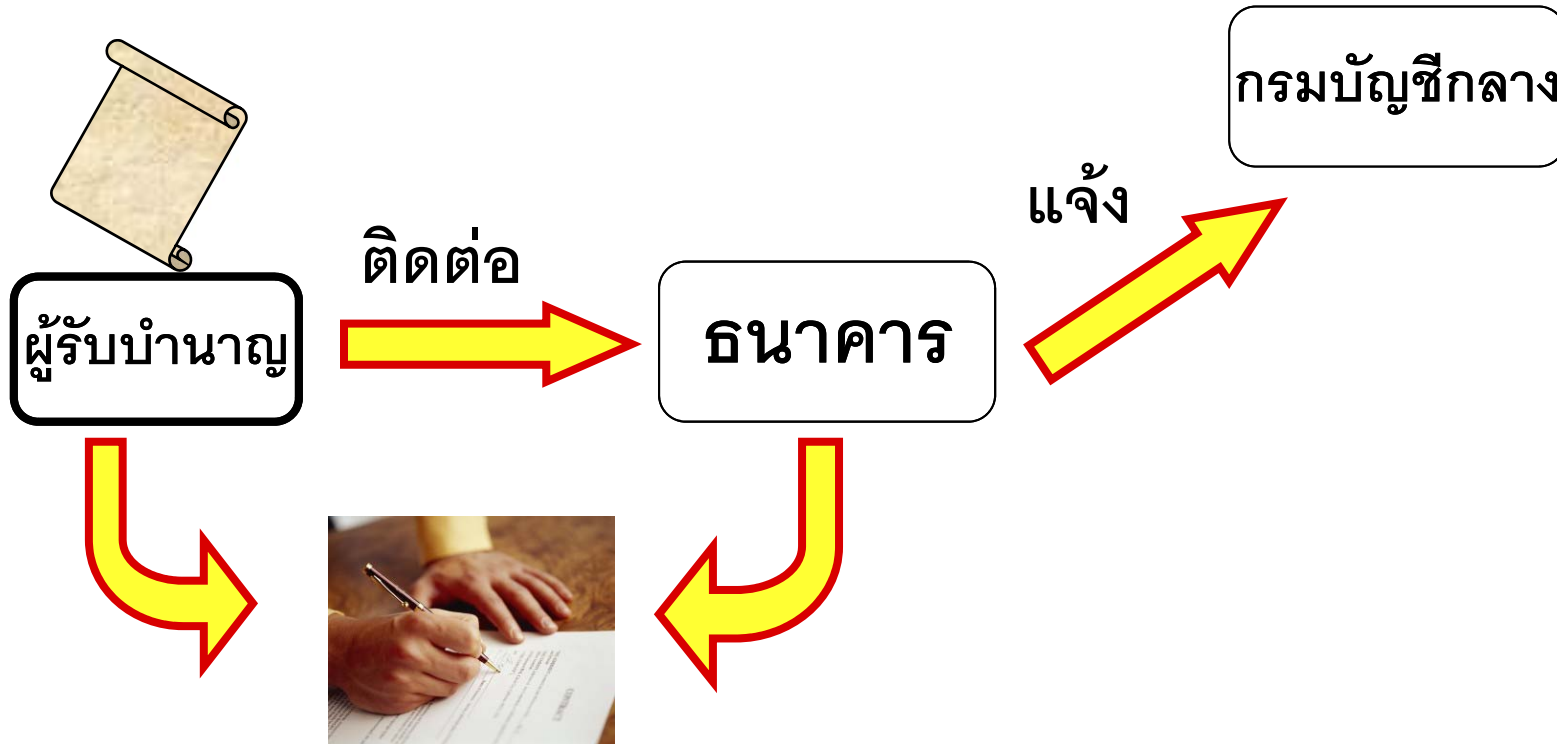 กรมบัญชีกลาง
แจ้ง
ติดต่อ
ผู้รับบำนาญ
ธนาคาร